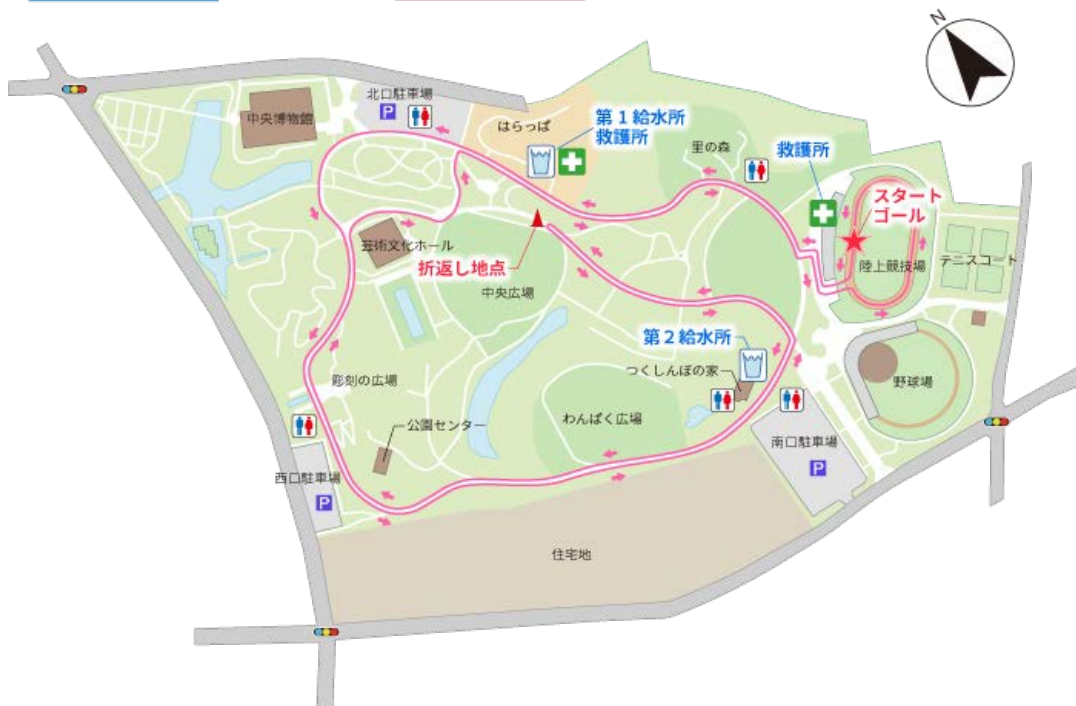 N
北口駐車場
P
中央博物館
はらっぱ
第1給水所
救護所
里の森
救護所
スタート
ゴール
芸術文化ホール
折返し地点
中央広場
陸上競技場
テニスコート
第2給水所
つくしんぼの家
彫刻の広場
野球場
わんぱく広場
公園センター
南口駐車場
P
西口駐車場
P
住宅地